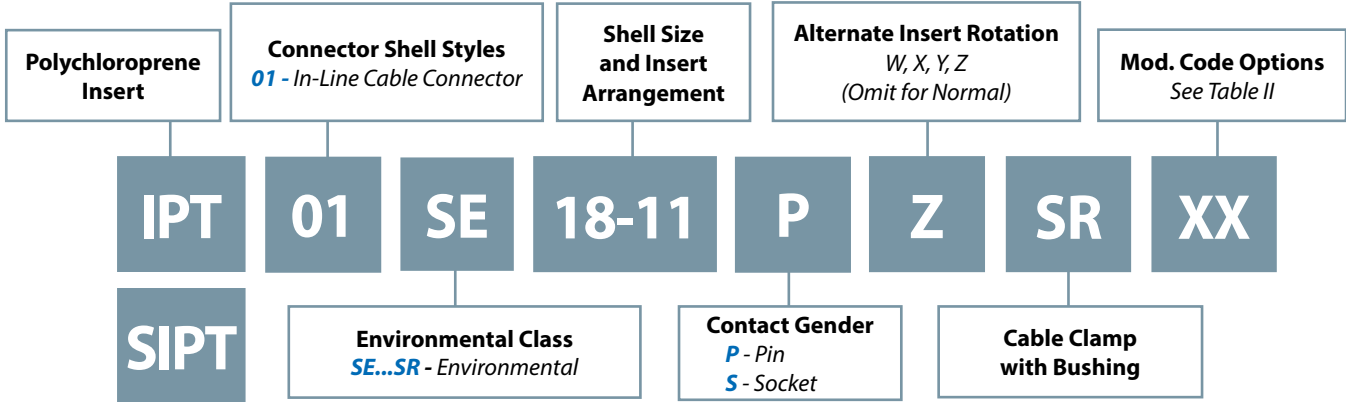 Polychloroprene
Insert
Connector Shell Styles
01 - In-Line Cable Connector
Shell Size
and Insert
Arrangement
Alternate Insert Rotation
W, X, Y, Z
(Omit for Normal)
Mod. Code Options
See Table II
IPT 01 SE 18-11 P Z SR XX
SIPT
Environmental Class
SE...SR - Environmental
Contact Gender
P - Pin
S - Socket
Cable Clamp
with Bushing